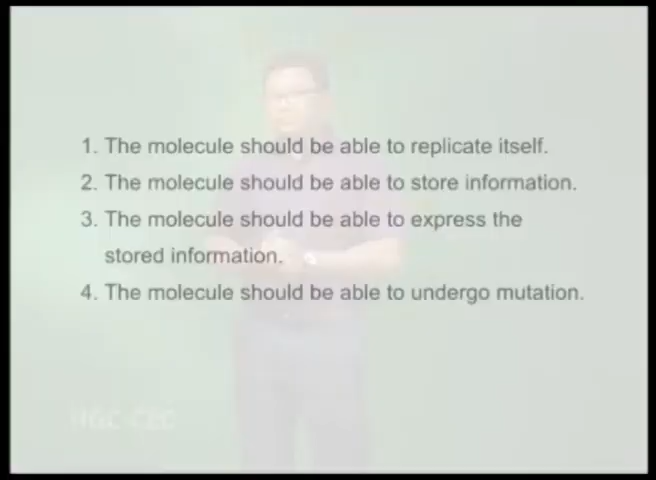 1. The molecule should be able to replicate itself.
2. The molecule should be able to store information.
3. The molecule should be able to express the
stored information.
4. The molecule should be able to undergo mutation.